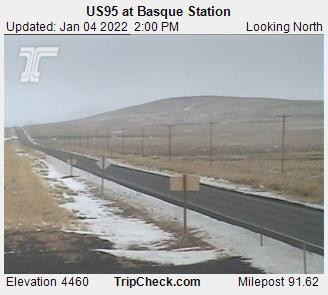 US95 at Basque Station
Updated: Jan 04 2022 2:00 PM Looking North
Elevation 4460 TripCheck.com Milepost 91.62